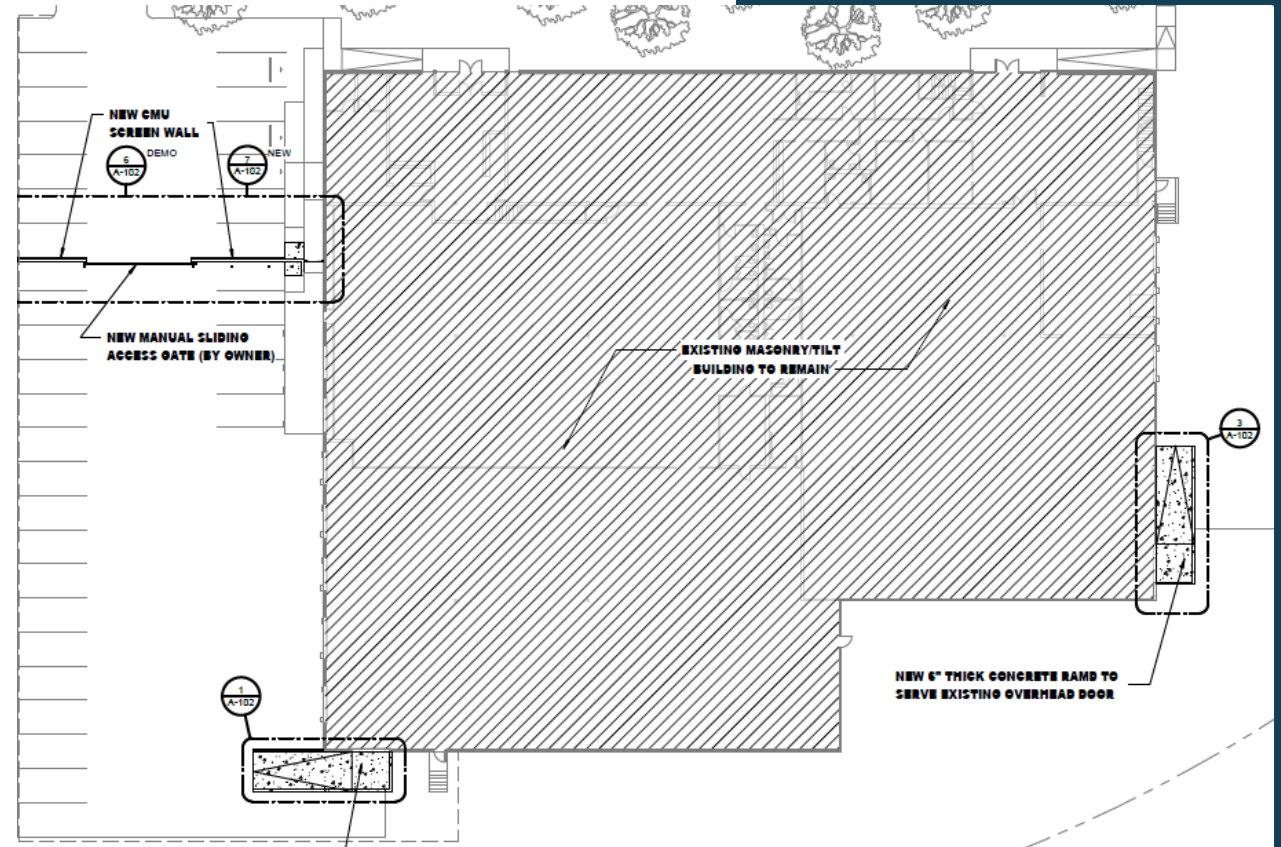 NEW CMU
SCREEN WALL
6
A-102
DEMO
7
A-102
NEW
NEW MANUAL SLIDING
ACCESS GATE (BY OWNER)
EXISTING MASONRY/TILT
BUILDING TO REMAIN
3
A-102
NEW 6" THICK CONCRETE RAMP TO
SERVE EXISTING OVERHEAD DOOR
1
A-102